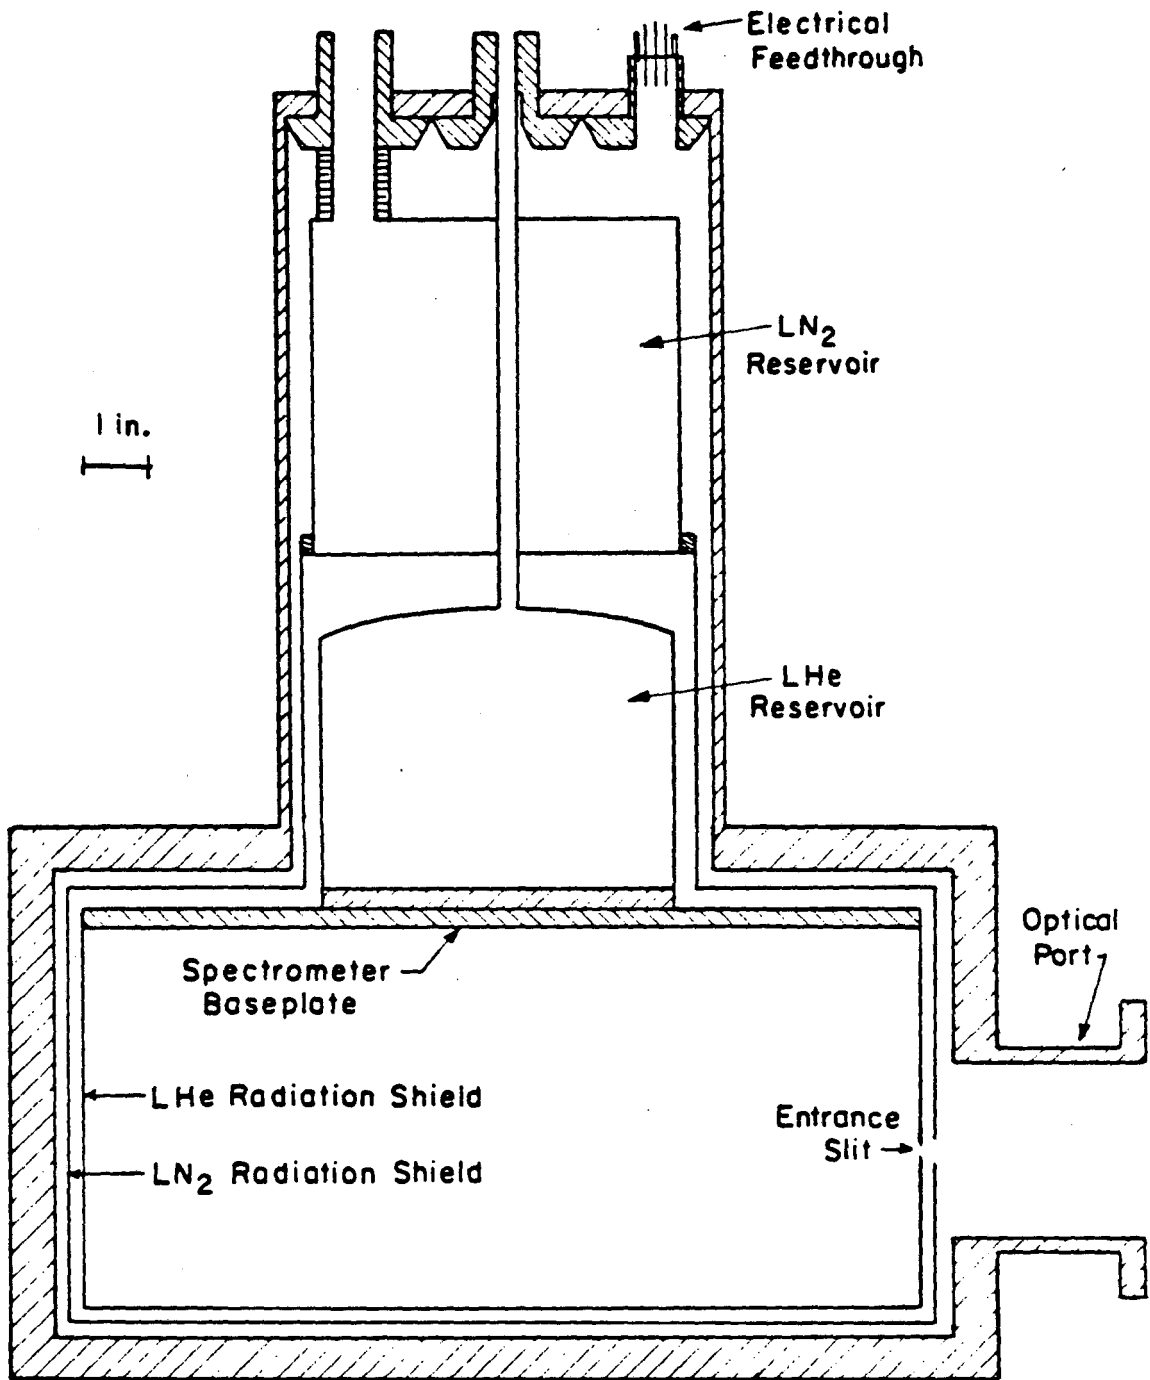 Electrical
Feedthrough
LN₂
Reservoir
1 in.
LHe
Reservoir
Optical
Port
Spectrometer
Baseplate
LHe Radiation Shield
Entrance
Slit
LN₂ Radiation Shield